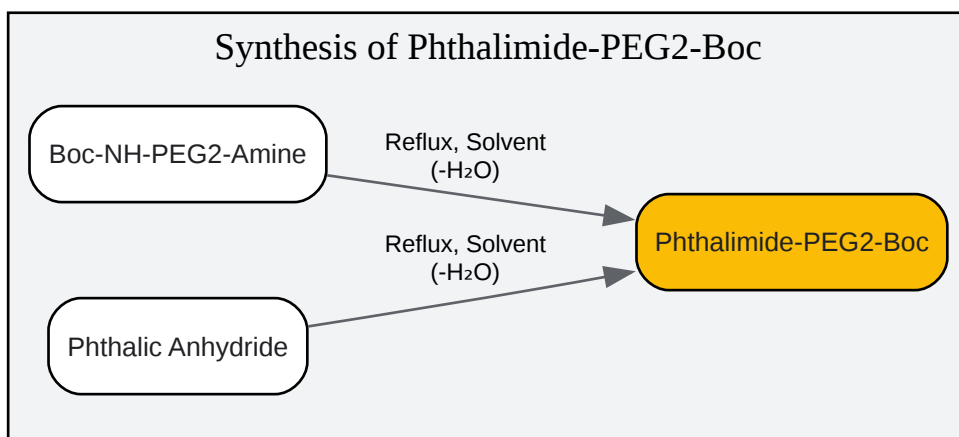 Synthesis of Phthalimide-PEG2-Boc
Boc-NH-PEG2-Amine
Reflux, Solvent
(-H₂O)
Phthalimide-PEG2-Boc
Reflux, Solvent
(-H₂O)
Phthalic Anhydride